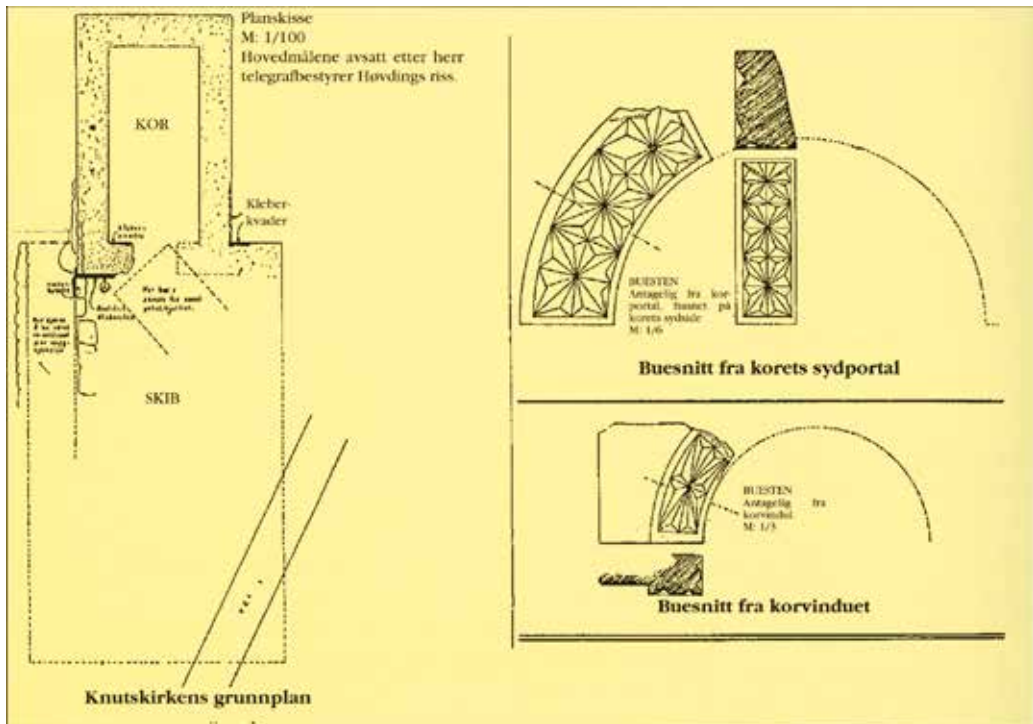 Planskisse
M: 1/100
Hovedmålene avsatt etter herr
telegrafbestyrer Høvdings riss.
KOR
Kleber-
kvader
SKIB
Knutskirkens grunnplan
BUESTEN
Antagelig fra kor-
portal, funnet på
korets sydside
M: 1/6
Buesnitt fra korets sydportal
BUESTEN
Antagelig fra
korvindu.
M: 1/3
Buesnitt fra korvinduet